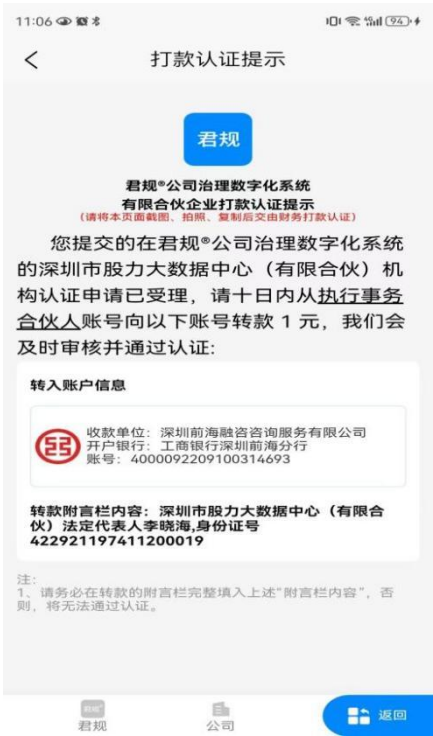 11:06
94
打款认证提示
君规
君规®公司治理数字化系统
有限合伙企业打款认证提示
(请将本页面截图、拍照、复制后交由财务打款认证)
您提交的在君规®公司治理数字化系统
的深圳市股力大数据中心（有限合伙）机
构认证申请已受理，请十日内从执行事务
合伙人账号向以下账号转款 1 元，我们会
及时审核并通过认证:
转入账户信息
收款单位：深圳前海融咨咨询服务有限公司
开户银行：工商银行深圳前海分行
账号：4000092209100314693
转款附言栏内容：深圳市股力大数据中心（有限合
伙）法定代表人李晓海,身份证号
422921197411200019
注:
1、请务必在转款的附言栏完整填入上述“附言栏内容”，否
则，将无法通过认证。
君规
公司
返回